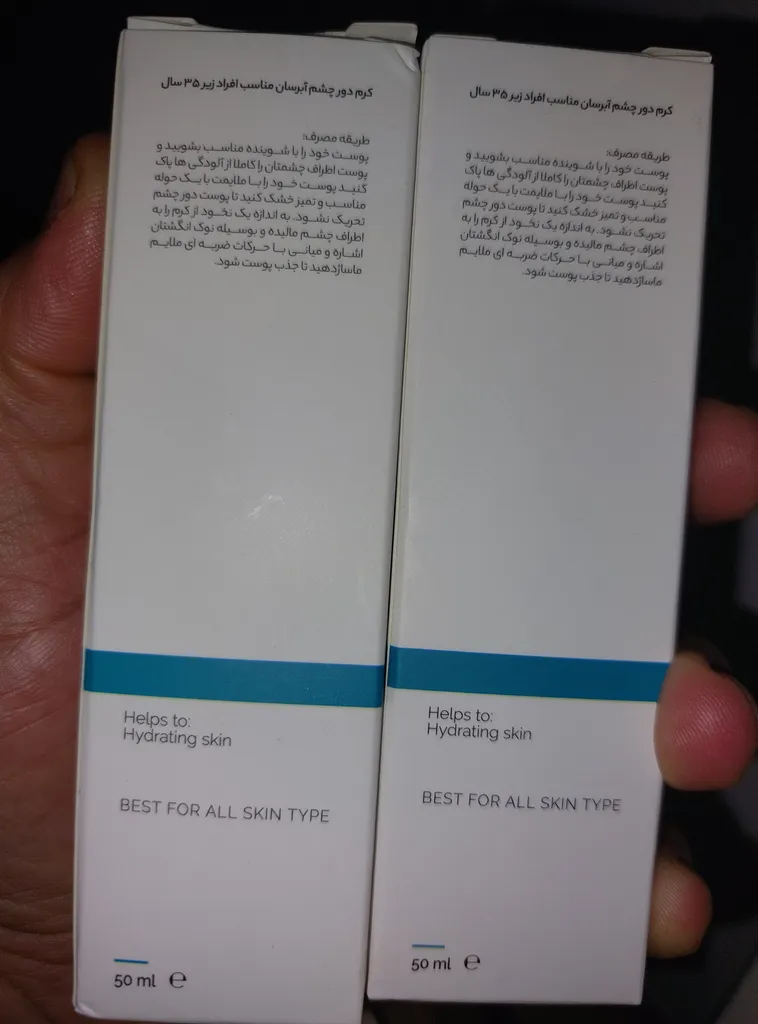 کرم دور چشم آبرسان مناسب افراد زیر ۳۵ سال
طریقه مصرف:
پوست خود را با شوینده مناسب بشویید و
پوست اطراف چشمتان را کاملا از آلودگی ها پاک
کنید پوست خود را با ملایمت با یک حوله
مناسب و تمیز خشک کنید تا پوست دور چشم
تحریک نشود. به اندازه یک نخود از کرم را به
اطراف چشم مالیده و بوسیله نوک انگشتان
اشاره و میانی با حرکات ضربه ای ملایم
ماساژدهید تا جذب پوست شود.
Helps to:
Hydrating skin
BEST FOR ALL SKIN TYPE
50 ml ℮
کرم دور چشم آبرسان مناسب افراد زیر ۳۵ سال
طریقه مصرف:
پوست خود را با شوینده مناسب بشویید و
پوست اطراف چشمتان را کاملا از آلودگی ها پاک
کنید پوست خود را با ملایمت با یک حوله
مناسب و تمیز خشک کنید تا پوست دور چشم
تحریک نشود. به اندازه یک نخود از کرم را به
اطراف چشم مالیده و بوسیله نوک انگشتان
اشاره و میانی با حرکات ضربه ای ملایم
ماساژدهید تا جذب پوست شود.
Helps to:
Hydrating skin
BEST FOR ALL SKIN TYPE
50 ml ℮